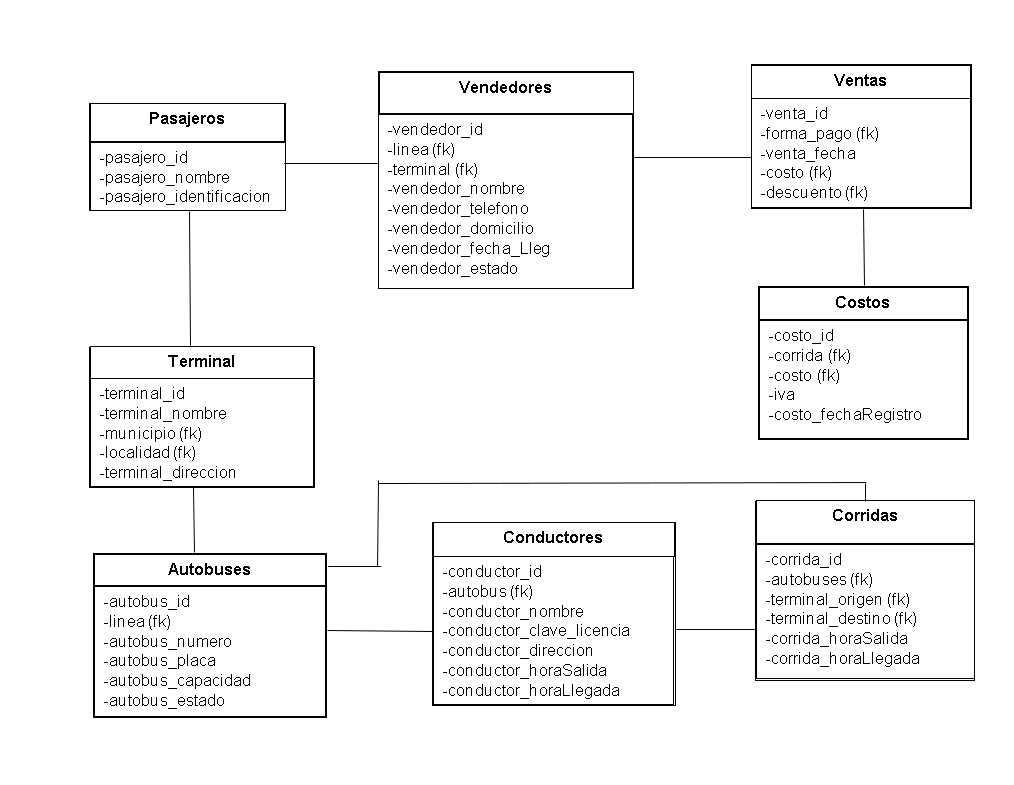 Pasajeros
-pasajero_id
-pasajero_nombre
-pasajero_identificacion
Vendedores
-vendedor_id
-linea (fk)
-terminal (fk)
-vendedor_nombre
-vendedor_telefono
-vendedor_domicilio
-vendedor_fecha_Lleg
-vendedor_estado
Ventas
-venta_id
-forma_pago (fk)
-venta_fecha
-costo (fk)
-descuento (fk)
Costos
-costo_id
-corrida (fk)
-costo (fk)
-iva
-costo_fechaRegistro
Terminal
-terminal_id
-terminal_nombre
-municipio (fk)
-localidad (fk)
-terminal_direccion
Autobuses
-autobus_id
-linea (fk)
-autobus_numero
-autobus_placa
-autobus_capacidad
-autobus_estado
Conductores
-conductor_id
-autobus (fk)
-conductor_nombre
-conductor_clave_licencia
-conductor_direccion
-conductor_horaSalida
-conductor_horaLlegada
Corridas
-corrida_id
-autobuses (fk)
-terminal_origen (fk)
-terminal_destino (fk)
-corrida_horaSalida
-corrida_horaLlegada